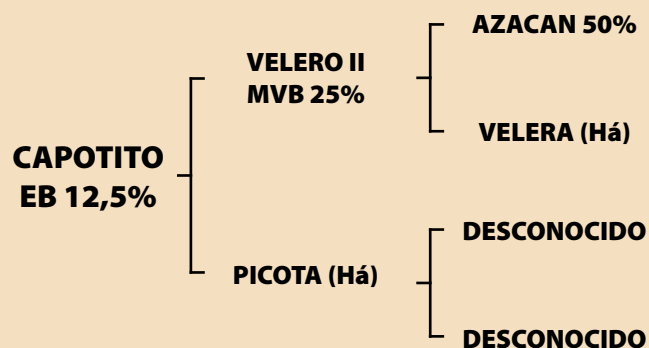 CAPOTITO
EB 12,5%
VELERO II
MVB 25%
PICOTA (Há)
AZACAN 50%
VELERA (Há)
DESCONOCIDO
DESCONOCIDO